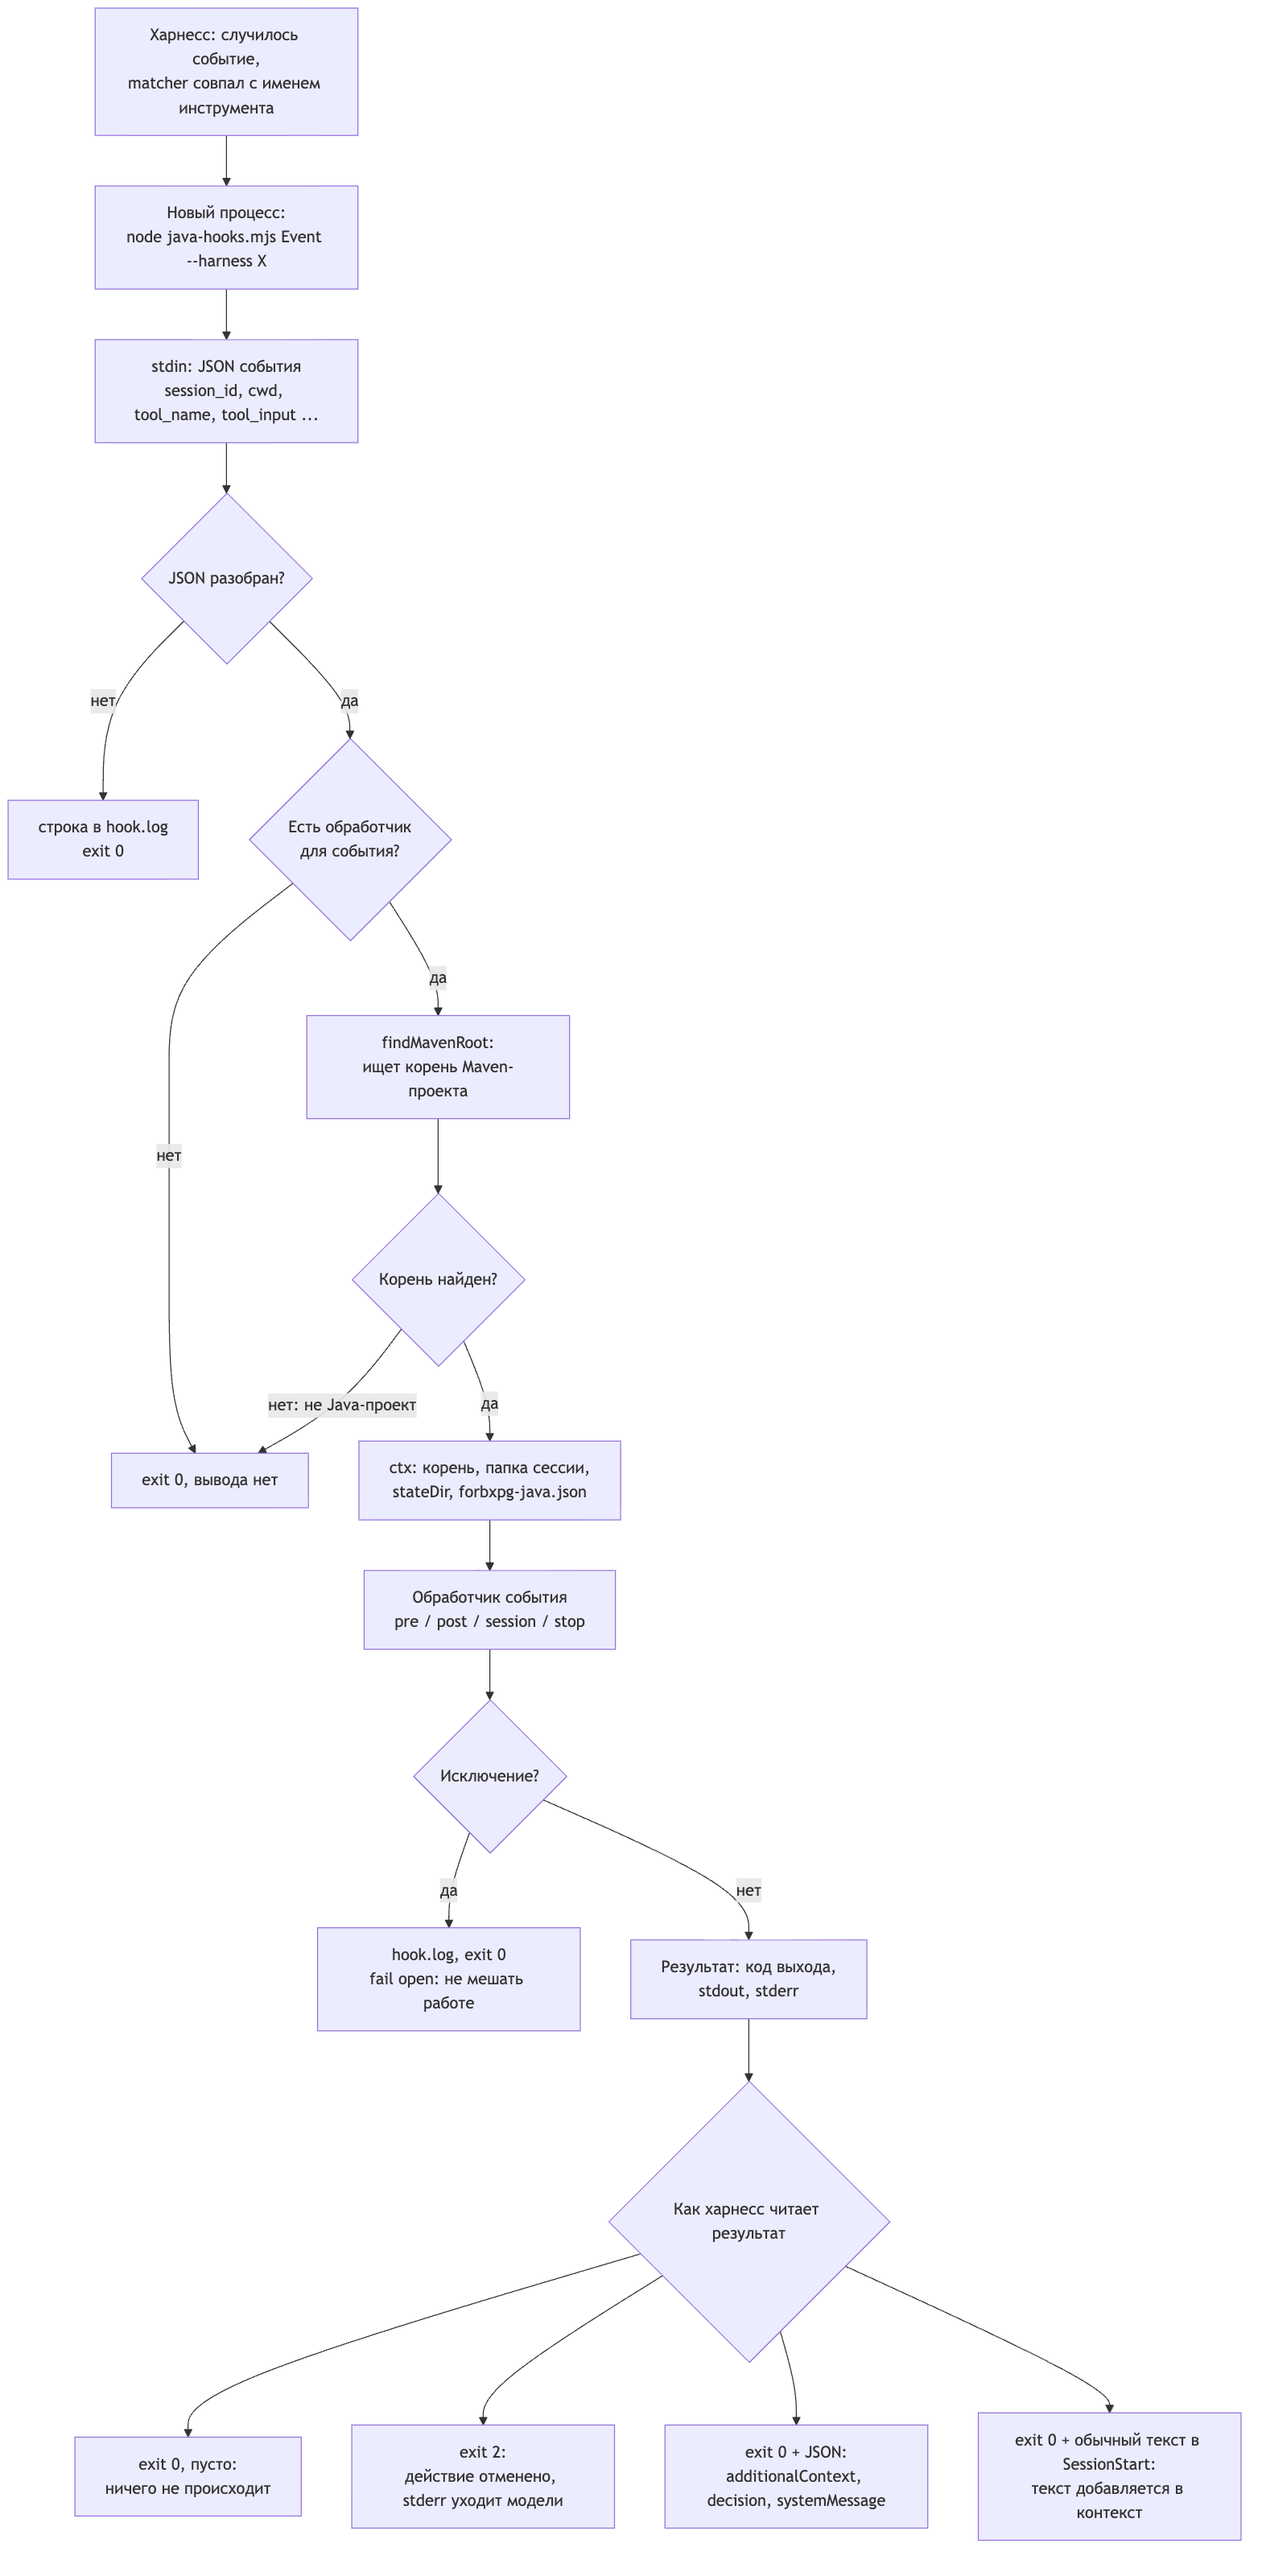 Харнесс: случилось
событие,
matcher совпал с именем
инструмента
Новый процесс:
node java-hooks.mjs Event
--harness X
stdin: JSON события
session_id, cwd,
tool_name, tool_input ...
JSON разобран?
нет
да
строка в hook.log
exit 0
Есть обработчик
для события?
да
findMavenRoot:
ищет корень Maven-
проекта
нет
Корень найден?
нет: не Java-проект
да
exit 0, вывода нет
ctx: корень, папка сессии,
stateDir, forbxpg-java.json
Обработчик события
pre / post / session / stop
Исключение?
да
нет
hook.log, exit 0
fail open: не мешать
работе
Результат: код выхода,
stdout, stderr
Как харнесс читает
результат
exit 0, пусто:
ничего не происходит
exit 2:
действие отменено,
stderr уходит модели
exit 0 + JSON:
additionalContext,
decision, systemMessage
exit 0 + обычный текст в
SessionStart:
текст добавляется в
контекст